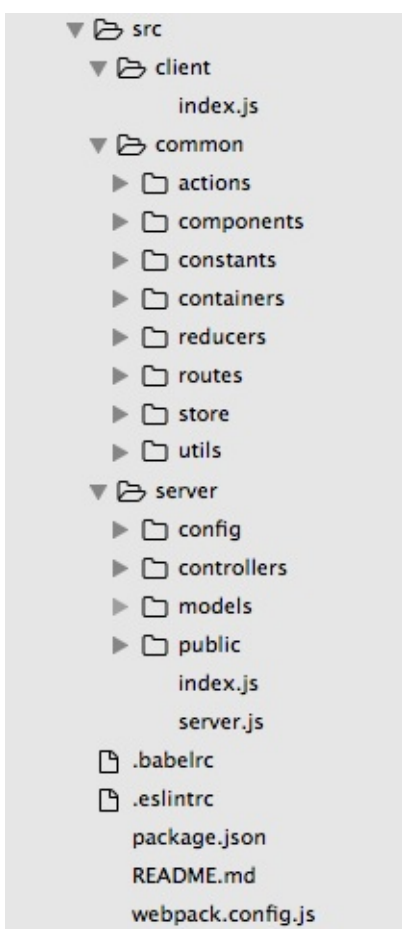 src
client
index.js
common
actions
components
constants
containers
reducers
routes
store
utils
server
config
controllers
models
public
index.js
server.js
.babelrc
.eslintrc
package.json
README.md
webpack.config.js